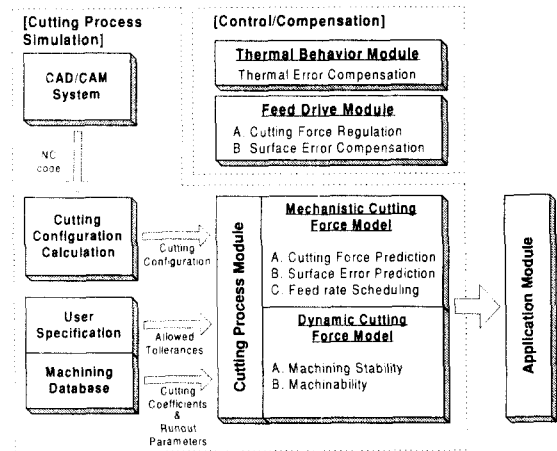 [Cutting Process
Simulation]
CAD/CAM
System
NC
code
Cutting
Configuration
Calculation
Cutting
Configuration
User
Specification
Machining
Database
Allowed
Tollerances
Cutting
Coefficients
&
Runout
Parameters
[Control/Compensation]
Thermal Behavior Module
Thermal Error Compensation
Feed Drive Module
A. Cutting Force Regulation
B Surface Error Compensation
Cutting Process Module
Mechanistic Cutting
Force Model
A. Cutting Force Prediction
B. Surface Error Prediction
C. Feed rate Scheduling
Dynamic Cutting
Force Model
A. Machining Stability
B. Machinability
Application Module